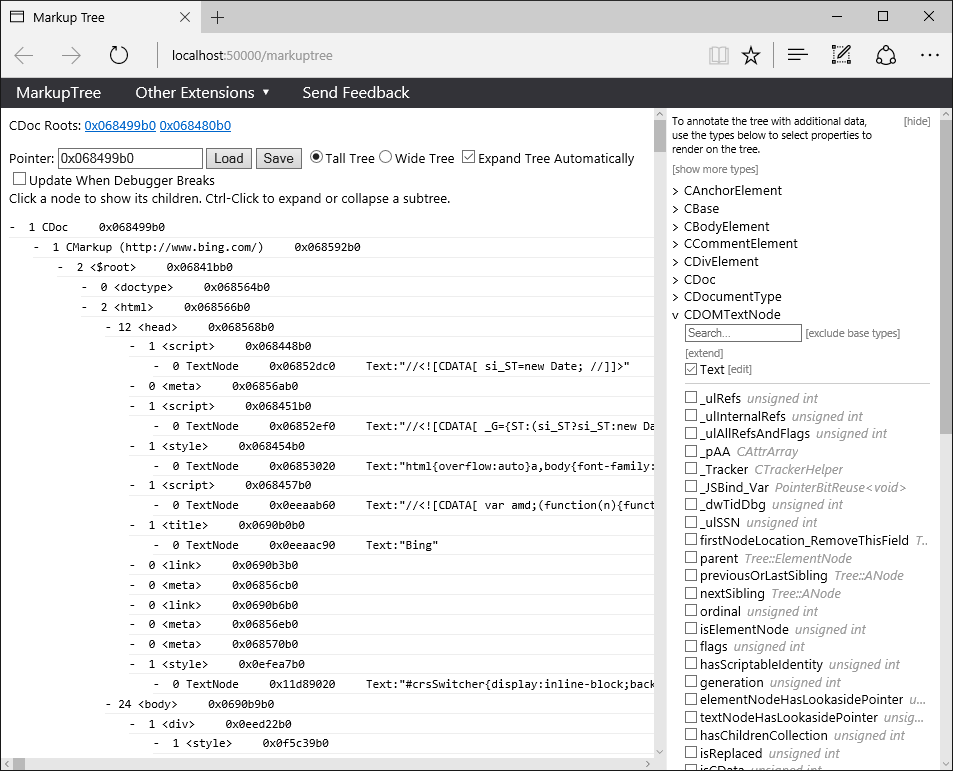 Markup Tree
localhost:50000/markuptree
MarkupTree Other Extensions ▼ Send Feedback
CDoc Roots: 0x068499b0 0x068480b0
Pointer: 0x068499b0 Load Save Tall Tree Wide Tree Expand Tree Automatically
Update When Debugger Breaks
Click a node to show its children. Ctrl-Click to expand or collapse a subtree.
- 1 CDoc 0x068499b0
- 1 CMarkup (http://www.bing.com/) 0x068592b0
- 2 <$root> 0x06841bb0
- 0 <doctype> 0x068564b0
- 2 <html> 0x068566b0
- 12 <head> 0x068568b0
- 1 <script> 0x068448b0
- 0 TextNode 0x06852dc0 Text:"//<![CDATA[ si_ST=new Date; //]]>"
- 0 <meta> 0x06856ab0
- 1 <script> 0x068451b0
- 0 TextNode 0x06852ef0 Text:"//<![CDATA[ _G={ST:(si_ST?si_ST:new Da
- 1 <style> 0x068454b0
- 0 TextNode 0x06853020 Text:"html{overflow:auto}a,body{font-family:
- 1 <script> 0x068457b0
- 0 TextNode 0x0eeaab60 Text:"//<![CDATA[ var amd;(function(n){funct
- 1 <title> 0x0690b0b0
- 0 TextNode 0x0eeaac90 Text:"Bing"
- 0 <link> 0x0690b3b0
- 0 <meta> 0x06856cb0
- 0 <link> 0x0690b6b0
- 0 <meta> 0x06856eb0
- 0 <meta> 0x068570b0
- 1 <style> 0x0efea7b0
- 0 TextNode 0x11d89020 Text:"#crsSwitcher{display:inline-block;back
- 24 <body> 0x0690b9b0
- 1 <div> 0x0eed22b0
- 1 <style> 0x0f5c39b0
To annotate the tree with additional data, [hide]
use the types below to select properties to
render on the tree.
[show more types]
> CAnchorElement
> CBase
> CBodyElement
> CCommentElement
> CDivElement
> CDoc
> CDocumentType
v CDOMTextNode
Search... [exclude base types]
[extend]
Text [edit]
_ulRefs unsigned int
_ulInternalRefs unsigned int
_ulAllRefsAndFlags unsigned int
_pAA CAttrArray
_Tracker CTrackerHelper
_JSBind_Var PointerBitReuse<void>
_dwTidDbg unsigned int
_ulSSN unsigned int
firstNodeLocation_RemoveThisField T...
parent Tree::ElementNode
previousOrLastSibling Tree::ANode
nextSibling Tree::ANode
ordinal unsigned int
isElementNode unsigned int
flags unsigned int
hasScriptableIdentity unsigned int
generation unsigned int
elementNodeHasLookasidePointer u...
textNodeHasLookasidePointer unsig...
hasChildrenCollection unsigned int
isReplaced unsigned int
isCData unsigned int